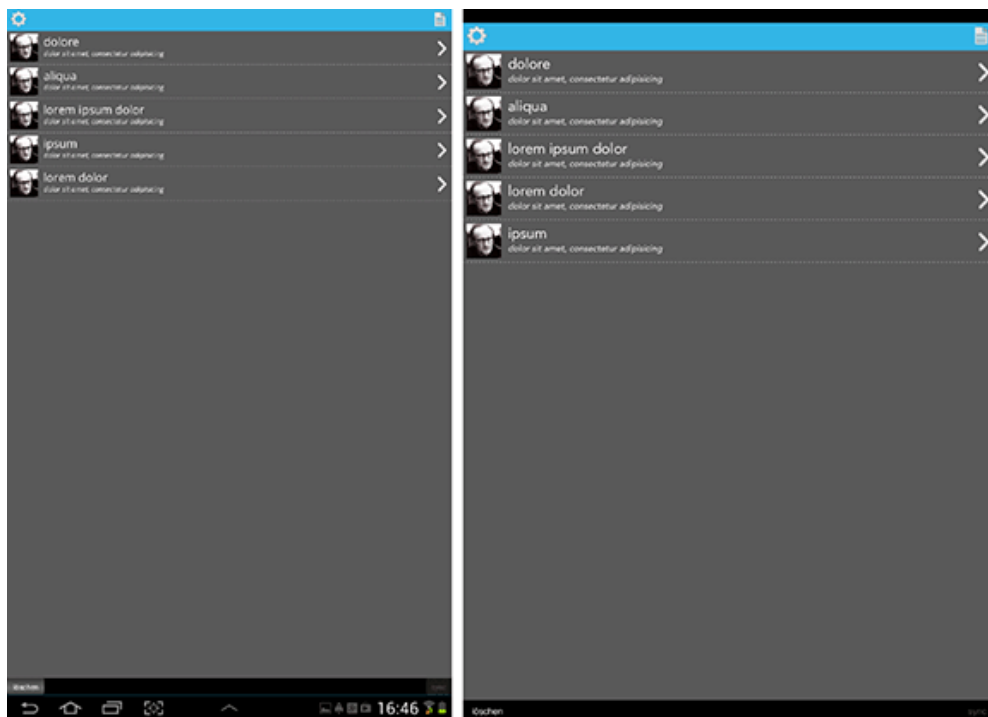 dolore
dolor sit amet, consectetur adipisicing
aliqua
dolor sit amet, consectetur adipisicing
lorem ipsum dolor
dolor sit amet, consectetur adipisicing
ipsum
dolor sit amet, consectetur adipisicing
lorem dolor
dolor sit amet, consectetur adipisicing
löschen
sync
16:46
dolore
dolor sit amet, consectetur adipisicing
aliqua
dolor sit amet, consectetur adipisicing
lorem ipsum dolor
dolor sit amet, consectetur adipisicing
lorem dolor
dolor sit amet, consectetur adipisicing
ipsum
dolor sit amet, consectetur adipisicing
löschen
sync